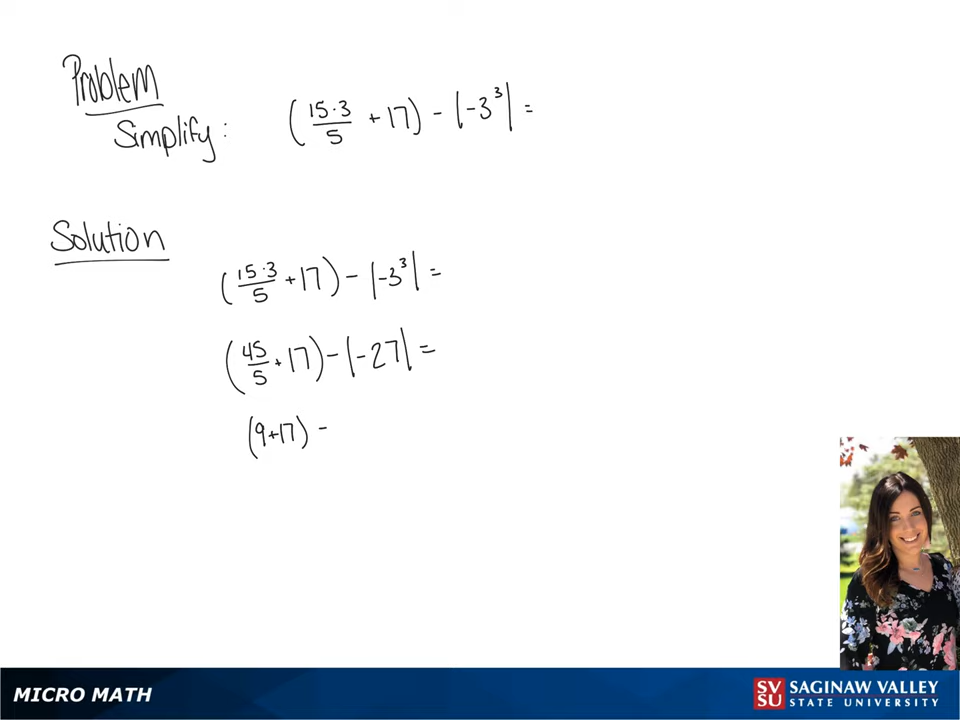 Problem
Simplify: (15·3/5 + 17) - |-3³| =
Solution
(15·3/5 + 17) - |-3³| =
(45/5 + 17) - |-27| =
(9+17) -
MICRO MATH
SVSU SAGINAW VALLEY
STATE UNIVERSITY